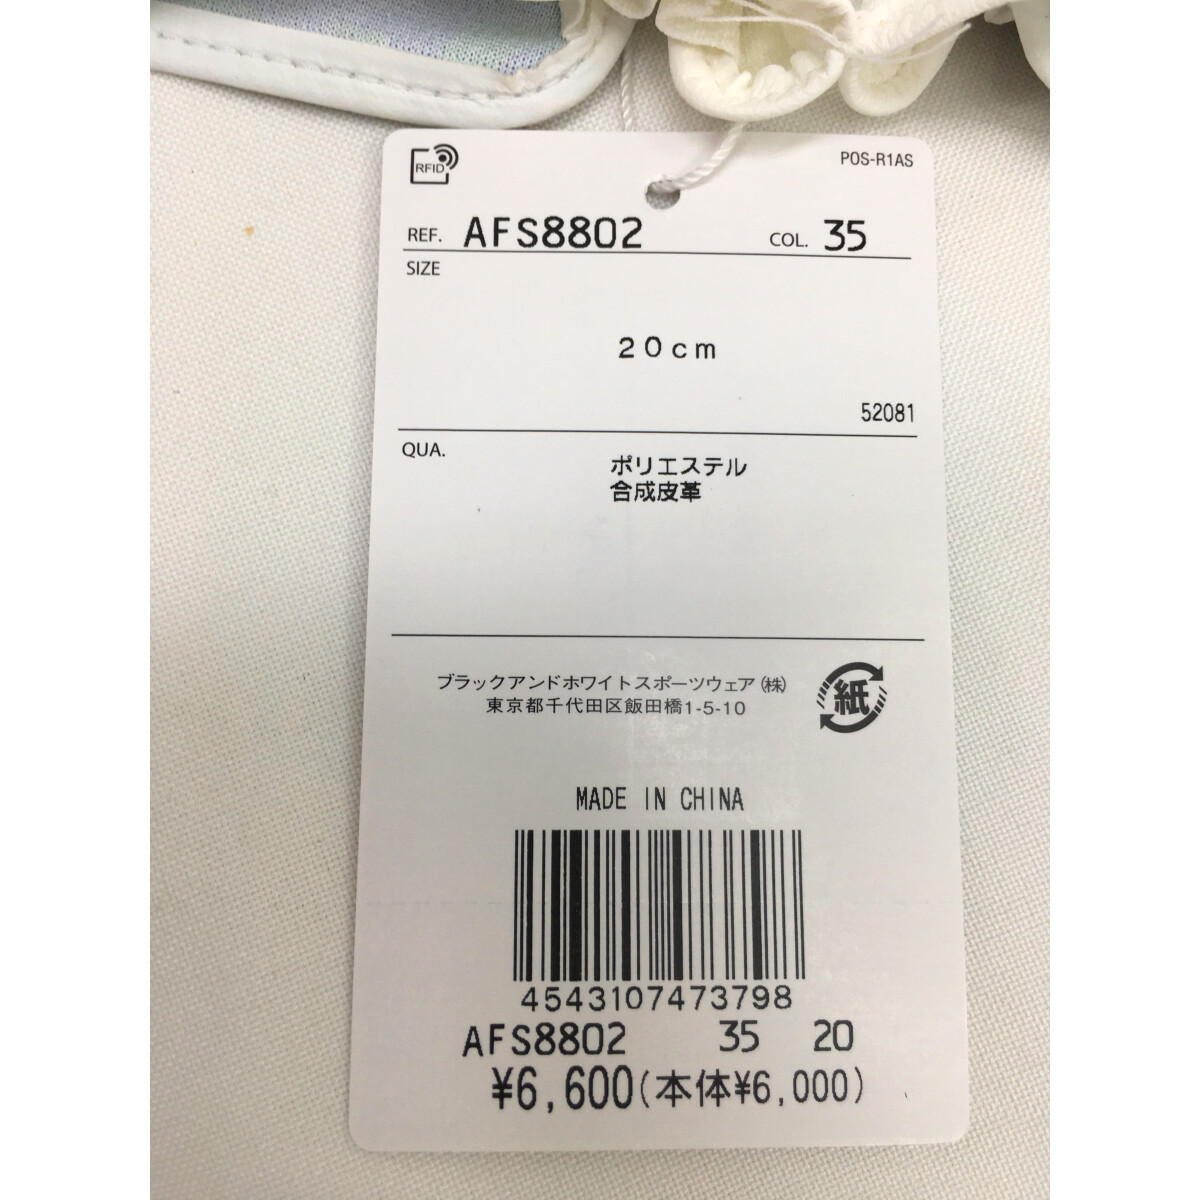 RFID
POS-R1AS
REF. AFS8802 COL. 35
SIZE
２０ｃｍ
52081
QUA.
ポリエステル
合成皮革
ブラックアンドホワイトスポーツウェア㈱
東京都千代田区飯田橋1-5-10
紙
MADE IN CHINA
4543107473798
AFS8802 35 20
¥6,600(本体¥6,000)